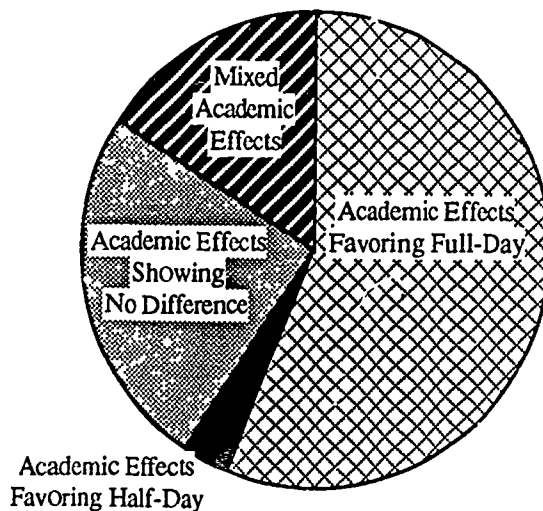 Mixed
Academic
Effects
Academic Effects
Favoring Full-Day
Academic Effects
Showing
No Difference
Academic Effects
Favoring Half-Day